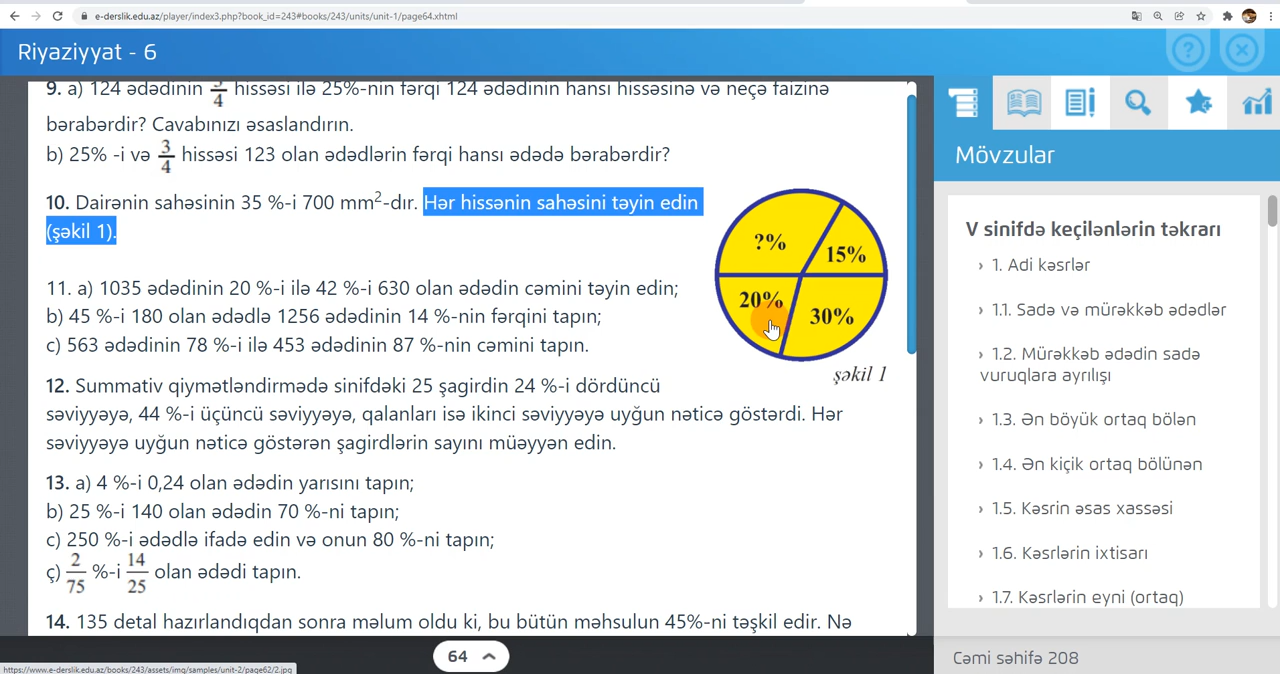 e-derslik.edu.az/player/index3.php?book_id=243#books/243/units/unit-1/page64.xhtml
Riyaziyyat - 6
9. a) 124 ədədinin /4 hissəsi ilə 25%-nin fərqi 124 ədədinin hansı hissəsinə və neçə faizinə
bərabərdir? Cavabınızı əsaslandırın.
b) 25% -i və 3/4 hissəsi 123 olan ədədlərin fərqi hansı ədədə bərabərdir?
10. Dairənin sahəsinin 35 %-i 700 mm²-dır. Hər hissənin sahəsini təyin edin
(şəkil 1).
?%
15%
20%
30%
şəkil 1
11. a) 1035 ədədinin 20 %-i ilə 42 %-i 630 olan ədədin cəmini təyin edin;
b) 45 %-i 180 olan ədədlə 1256 ədədinin 14 %-nin fərqini tapın;
c) 563 ədədinin 78 %-i ilə 453 ədədinin 87 %-nin cəmini tapın.
12. Summativ qiymətləndirmədə sinifdəki 25 şagirdin 24 %-i dördüncü
səviyyəyə, 44 %-i üçüncü səviyyəyə, qalanları isə ikinci səviyyəyə uyğun nəticə göstərdi. Hər
səviyyəyə uyğun nəticə göstərən şagirdlərin sayını müəyyən edin.
13. a) 4 %-i 0,24 olan ədədin yarısını tapın;
b) 25 %-i 140 olan ədədin 70 %-ni tapın;
c) 250 %-i ədədlə ifadə edin və onun 80 %-ni tapın;
ç) 2/75 %-i 14/25 olan ədədi tapın.
14. 135 detal hazırlandıqdan sonra məlum oldu ki, bu bütün məhsulun 45%-ni təşkil edir. Nə
64
https://www.e-derslik.edu.az/books/243/assets/img/samples/unit-2/page62/2.jpg
Mövzular
V sinifdə keçilənlərin təkrarı
› 1. Adi kəsrlər
› 1.1. Sadə və mürəkkəb ədədlər
› 1.2. Mürəkkəb ədədin sadə
vuruqlara ayrılışı
› 1.3. Ən böyük ortaq bölən
› 1.4. Ən kiçik ortaq bölünən
› 1.5. Kəsrin əsas xassəsi
› 1.6. Kəsrlərin ixtisarı
› 1.7. Kəsrlərin eyni (ortaq)
Cəmi səhifə 208